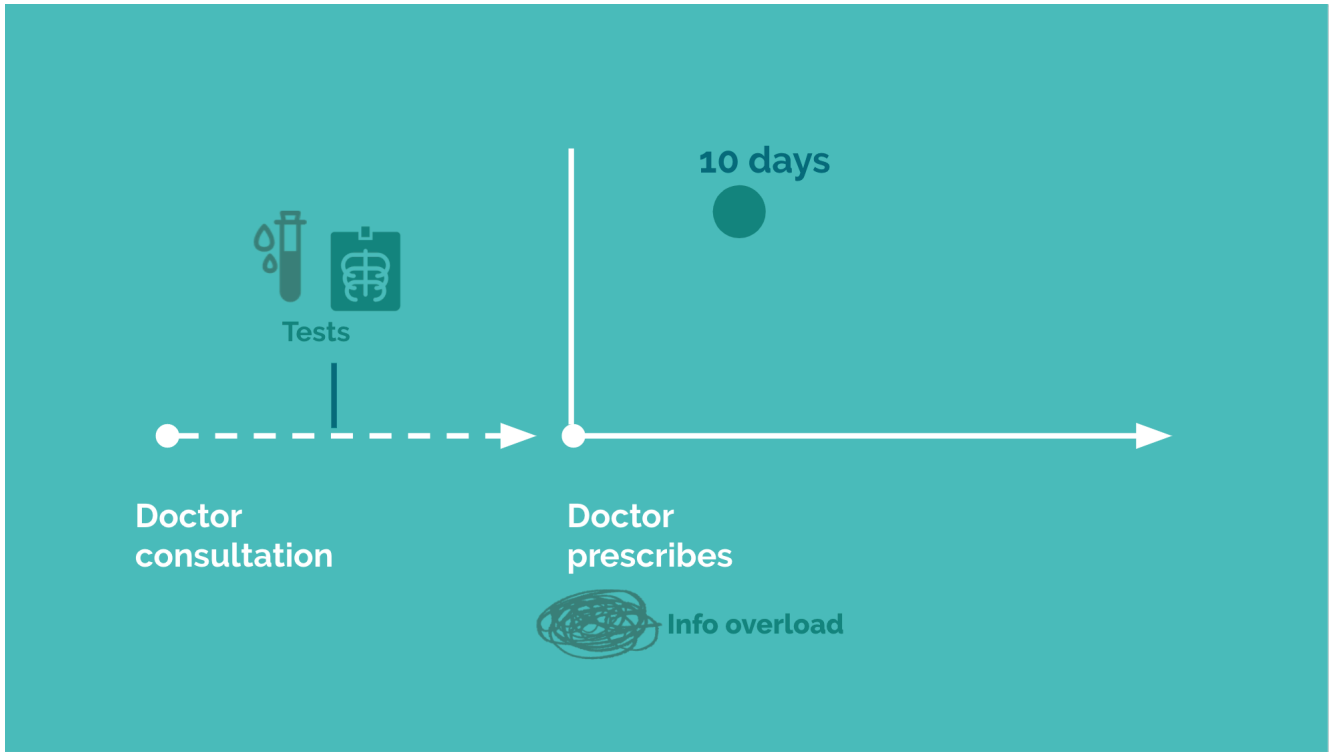 10 days
Tests
Doctor
consultation
Doctor
prescribes
Info overload